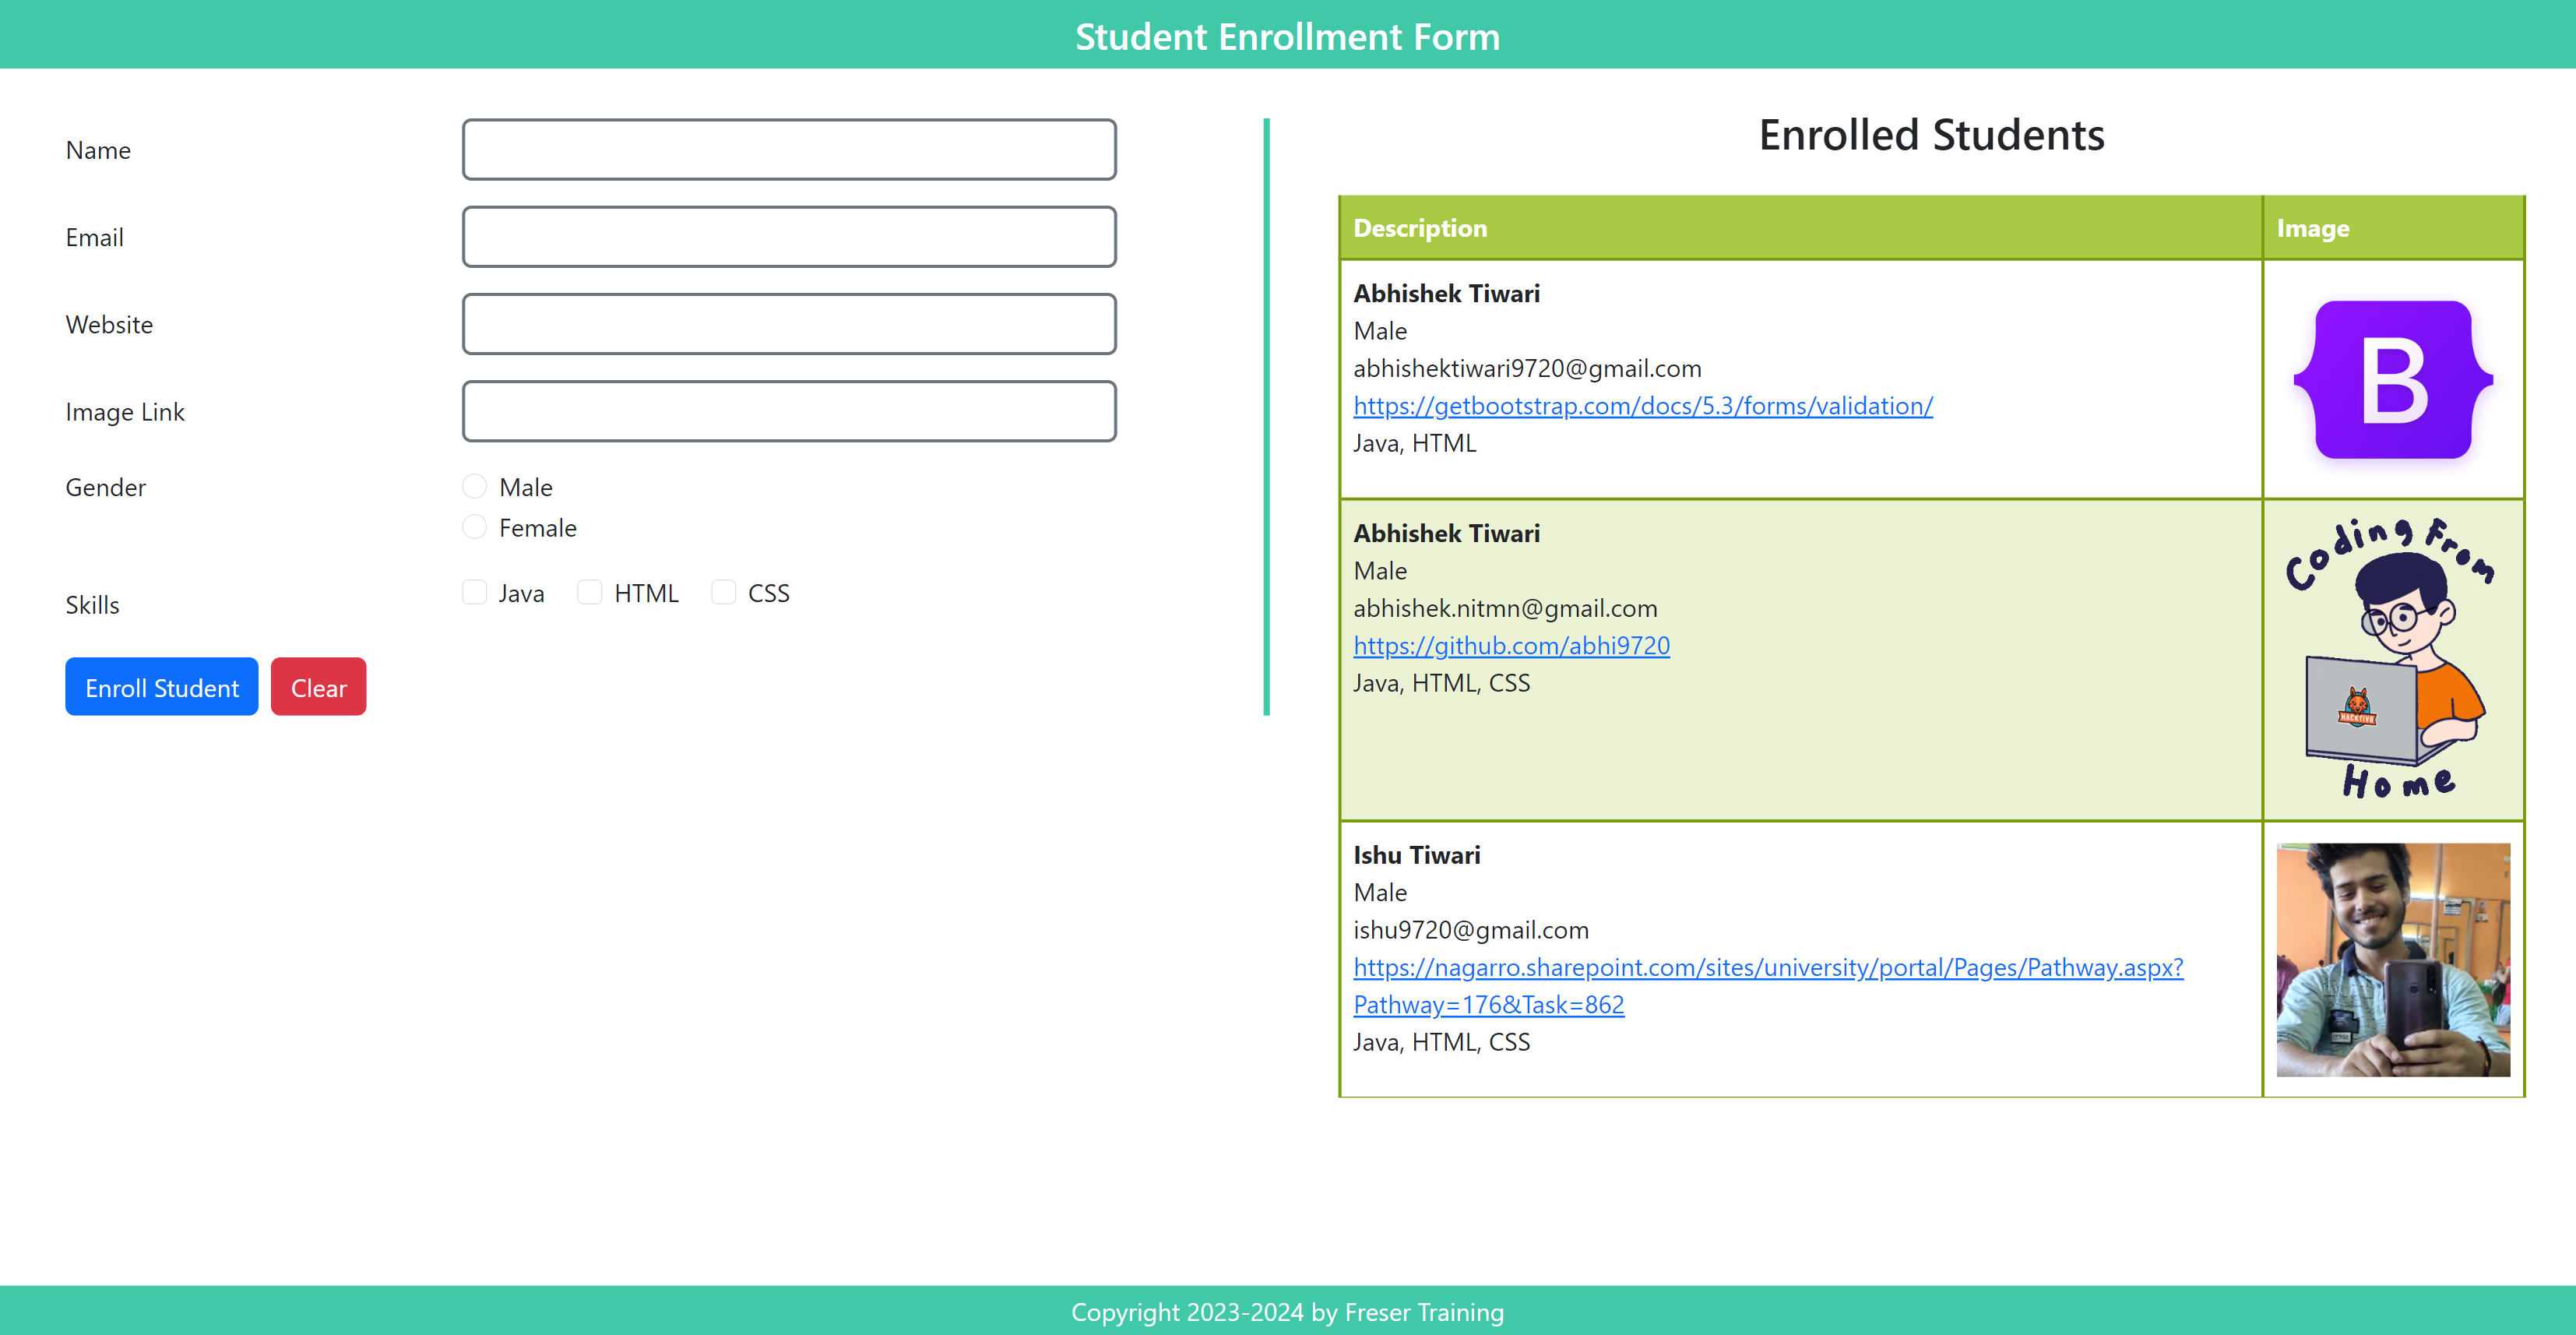 Student Enrollment Form
Name
Email
Website
Image Link
Gender
Male
Female
Skills
Java HTML CSS
Enroll Student Clear
Enrolled Students
Description Image
Abhishek Tiwari
Male
abhishektiwari9720@gmail.com
https://getbootstrap.com/docs/5.3/forms/validation/
Java, HTML
B
Abhishek Tiwari
Male
abhishek.nitmn@gmail.com
https://github.com/abhi9720
Java, HTML, CSS
Coding From
HACKTIV8
Home
Ishu Tiwari
Male
ishu9720@gmail.com
https://nagarro.sharepoint.com/sites/university/portal/Pages/Pathway.aspx?
Pathway=176&Task=862
Java, HTML, CSS
Copyright 2023-2024 by Freser Training